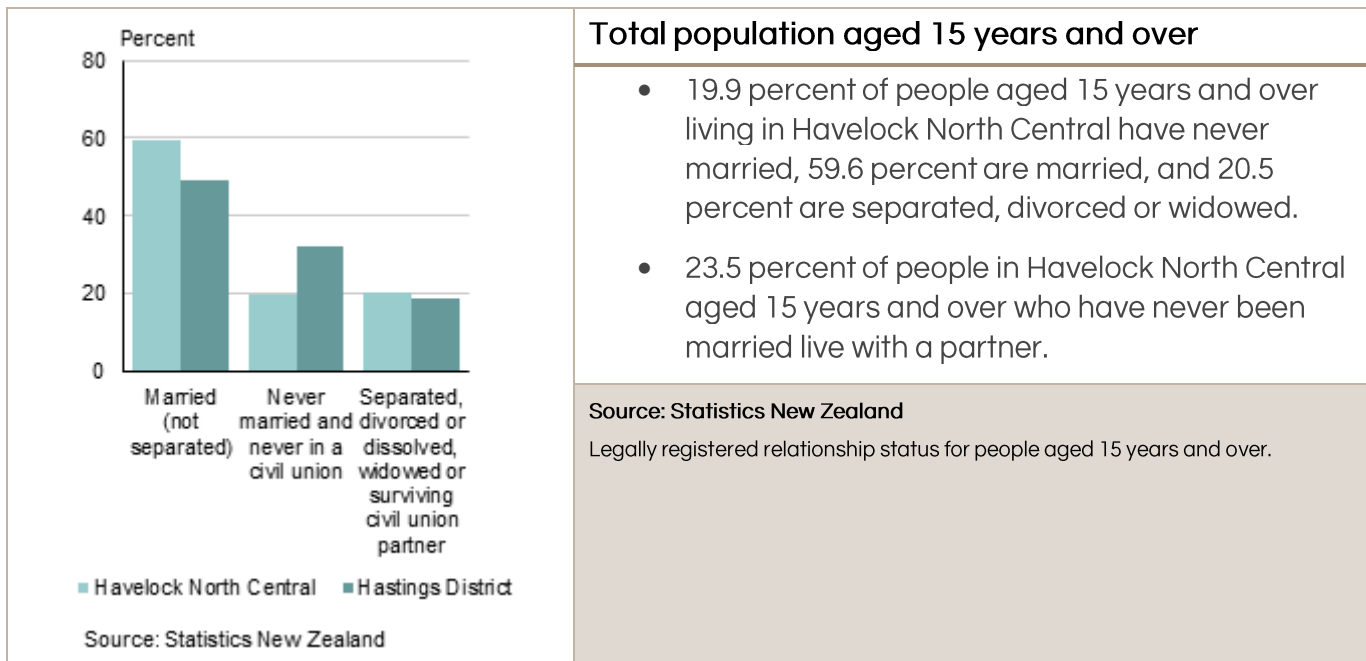 Percent
80
60
40
20
0
Married
(not
separated)
Never
married and
never in a
civil union
Separated,
divorced or
dissolved,
widowed or
surviving
civil union
partner
Havelock North Central
Hastings District
Source: Statistics New Zealand
Total population aged 15 years and over
• 19.9 percent of people aged 15 years and over
living in Havelock North Central have never
married, 59.6 percent are married, and 20.5
percent are separated, divorced or widowed.
• 23.5 percent of people in Havelock North Central
aged 15 years and over who have never been
married live with a partner.
Source: Statistics New Zealand
Legally registered relationship status for people aged 15 years and over.